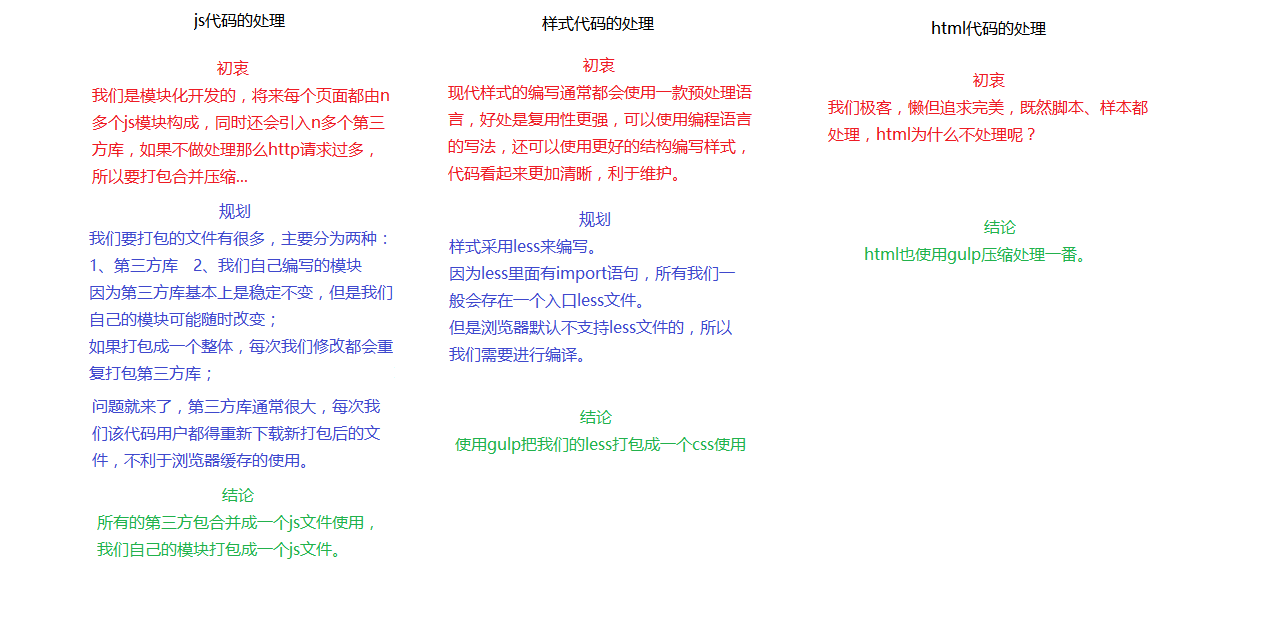 js代码的处理
初衷
我们是模块化开发的，将来每个页面都由n
多个js模块构成，同时还会引入n多个第三
方库，如果不做处理那么http请求过多，
所以要打包合并压缩...
规划
我们要打包的文件有很多，主要分为两种：
1、第三方库 2、我们自己编写的模块
因为第三方库基本上是稳定不变，但是我们
自己的模块可能随时改变；
如果打包成一个整体，每次我们修改都会重
复打包第三方库；
问题就来了，第三方库通常很大，每次我
们该代码用户都得重新下载新打包后的文
件，不利于浏览器缓存的使用。
结论
所有的第三方包合并成一个js文件使用，
我们自己的模块打包成一个js文件。
样式代码的处理
初衷
现代样式的编写通常都会使用一款预处理语
言，好处是复用性更强，可以使用编程语言
的写法，还可以使用更好的结构编写样式，
代码看起来更加清晰，利于维护。
规划
样式采用less来编写。
因为less里面有import语句，所有我们一
般会存在一个入口less文件。
但是浏览器默认不支持less文件的，所以
我们需要进行编译。
结论
使用gulp把我们的less打包成一个css使用
html代码的处理
初衷
我们极客，懒但追求完美，既然脚本、样本都
处理，html为什么不处理呢？
结论
html也使用gulp压缩处理一番。